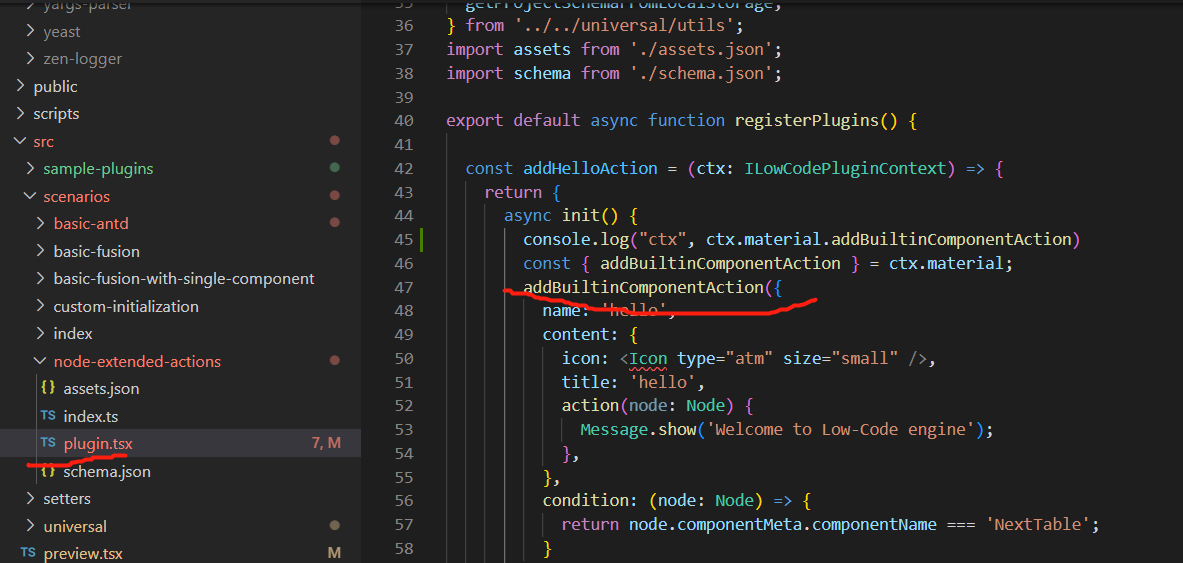 yargs-parser
yeast
zen-logger
public
scripts
src
sample-plugins
scenarios
basic-antd
basic-fusion
basic-fusion-with-single-component
custom-initialization
index
node-extended-actions
{} assets.json
TS index.ts
TS plugin.tsx 7, M
{} schema.json
setters
universal
TS preview.tsx M
35 getProjectSchemaFromLocalStorage,
36 } from '../../universal/utils';
37 import assets from './assets.json';
38 import schema from './schema.json';
39
40 export default async function registerPlugins() {
41
42 const addHelloAction = (ctx: ILowCodePluginContext) => {
43 return {
44 async init() {
45 console.log("ctx", ctx.material.addBuiltinComponentAction)
46 const { addBuiltinComponentAction } = ctx.material;
47 addBuiltinComponentAction({
48 name: 'hello',
49 content: {
50 icon: <Icon type="atm" size="small" />,
51 title: 'hello',
52 action(node: Node) {
53 Message.show('Welcome to Low-Code engine');
54 },
55 },
56 condition: (node: Node) => {
57 return node.componentMeta.componentName === 'NextTable';
58 }